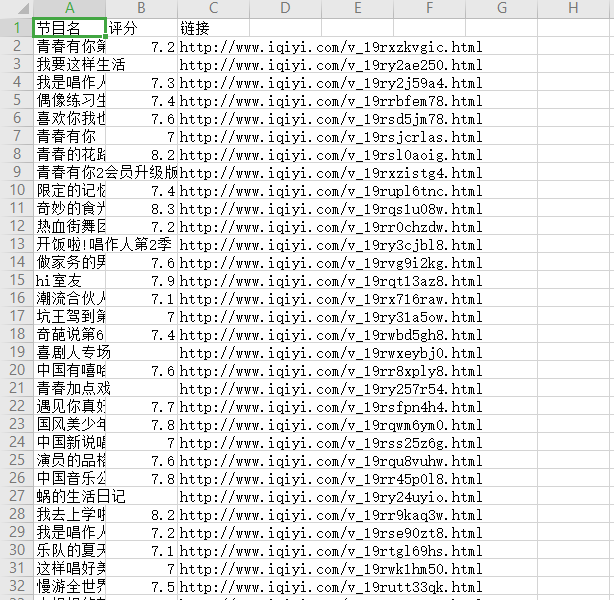 A B C D E F G H
1 节目名 评分 链接
2 青春有你第 7.2 http://www.iqiyi.com/v_19rxzkvgic.html
3 我要这样生活 http://www.iqiyi.com/v_19ry2ae250.html
4 我是唱作人 7.3 http://www.iqiyi.com/v_19ry2j59a4.html
5 偶像练习生 7.4 http://www.iqiyi.com/v_19rrbfem78.html
6 喜欢你我也 7.6 http://www.iqiyi.com/v_19rsd5jm78.html
7 青春有你 7 http://www.iqiyi.com/v_19rsjcrlas.html
8 青春的花路 8.2 http://www.iqiyi.com/v_19rsl0aoig.html
9 青春有你2会员升级版 http://www.iqiyi.com/v_19rxzistg4.html
10 限定的记忆 7.4 http://www.iqiyi.com/v_19rupl6tnc.html
11 奇妙的食光 8.3 http://www.iqiyi.com/v_19rqs1u08w.html
12 热血街舞团 7.2 http://www.iqiyi.com/v_19rr0chzdw.html
13 开饭啦!唱作人第2季 http://www.iqiyi.com/v_19ry3cjbl8.html
14 做家务的男 7.6 http://www.iqiyi.com/v_19rvg9i2kg.html
15 hi室友 7.9 http://www.iqiyi.com/v_19rqt13az8.html
16 潮流合伙人 7.1 http://www.iqiyi.com/v_19rx716raw.html
17 坑王驾到第 7 http://www.iqiyi.com/v_19ry31a5ow.html
18 奇葩说第6 7.4 http://www.iqiyi.com/v_19rwbd5gh8.html
19 喜剧人专场 http://www.iqiyi.com/v_19rwxeybj0.html
20 中国有嘻哈 7.6 http://www.iqiyi.com/v_19rr8xply8.html
21 青春加点戏 http://www.iqiyi.com/v_19ry257r54.html
22 遇见你真好 7.7 http://www.iqiyi.com/v_19rsfpn4h4.html
23 国风美少年 7.8 http://www.iqiyi.com/v_19rqwm6ym0.html
24 中国新说唱 7 http://www.iqiyi.com/v_19rss25z6g.html
25 演员的品格 7.6 http://www.iqiyi.com/v_19rqu8vuhw.html
26 中国音乐公 7.8 http://www.iqiyi.com/v_19rr45p0l8.html
27 蜗的生活日记 http://www.iqiyi.com/v_19ry24uyio.html
28 我去上学啦 8.2 http://www.iqiyi.com/v_19rr9kaq3w.html
29 我是唱作人 7.2 http://www.iqiyi.com/v_19rse90zt8.html
30 乐队的夏天 7.1 http://www.iqiyi.com/v_19rtgl69hs.html
31 这样唱好美 7 http://www.iqiyi.com/v_19rwk1hm50.html
32 慢游全世界 7.5 http://www.iqiyi.com/v_19rutt33qk.html